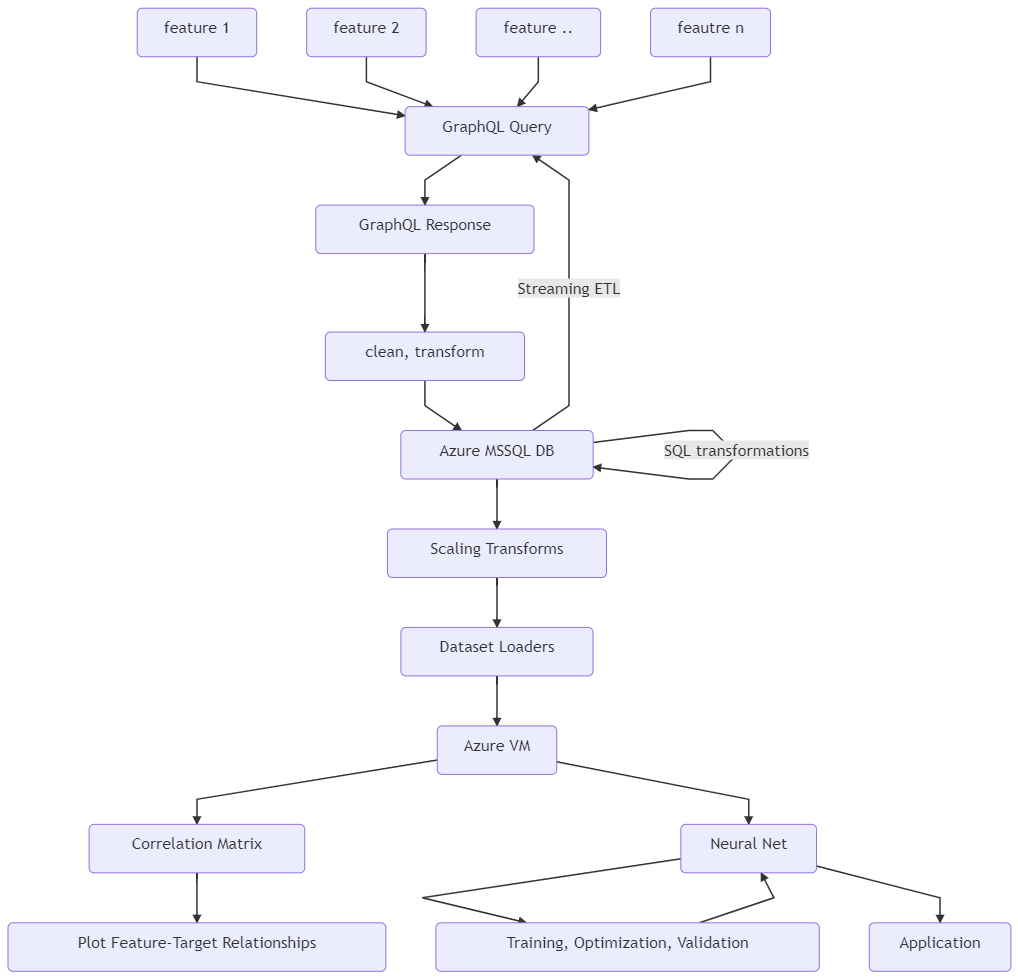 feature 1
feature 2
feature ..
feautre n
GraphQL Query
GraphQL Response
Streaming ETL
clean, transform
Azure MSSQL DB
SQL transformations
Scaling Transforms
Dataset Loaders
Azure VM
Correlation Matrix
Neural Net
Plot Feature-Target Relationships
Training, Optimization, Validation
Application